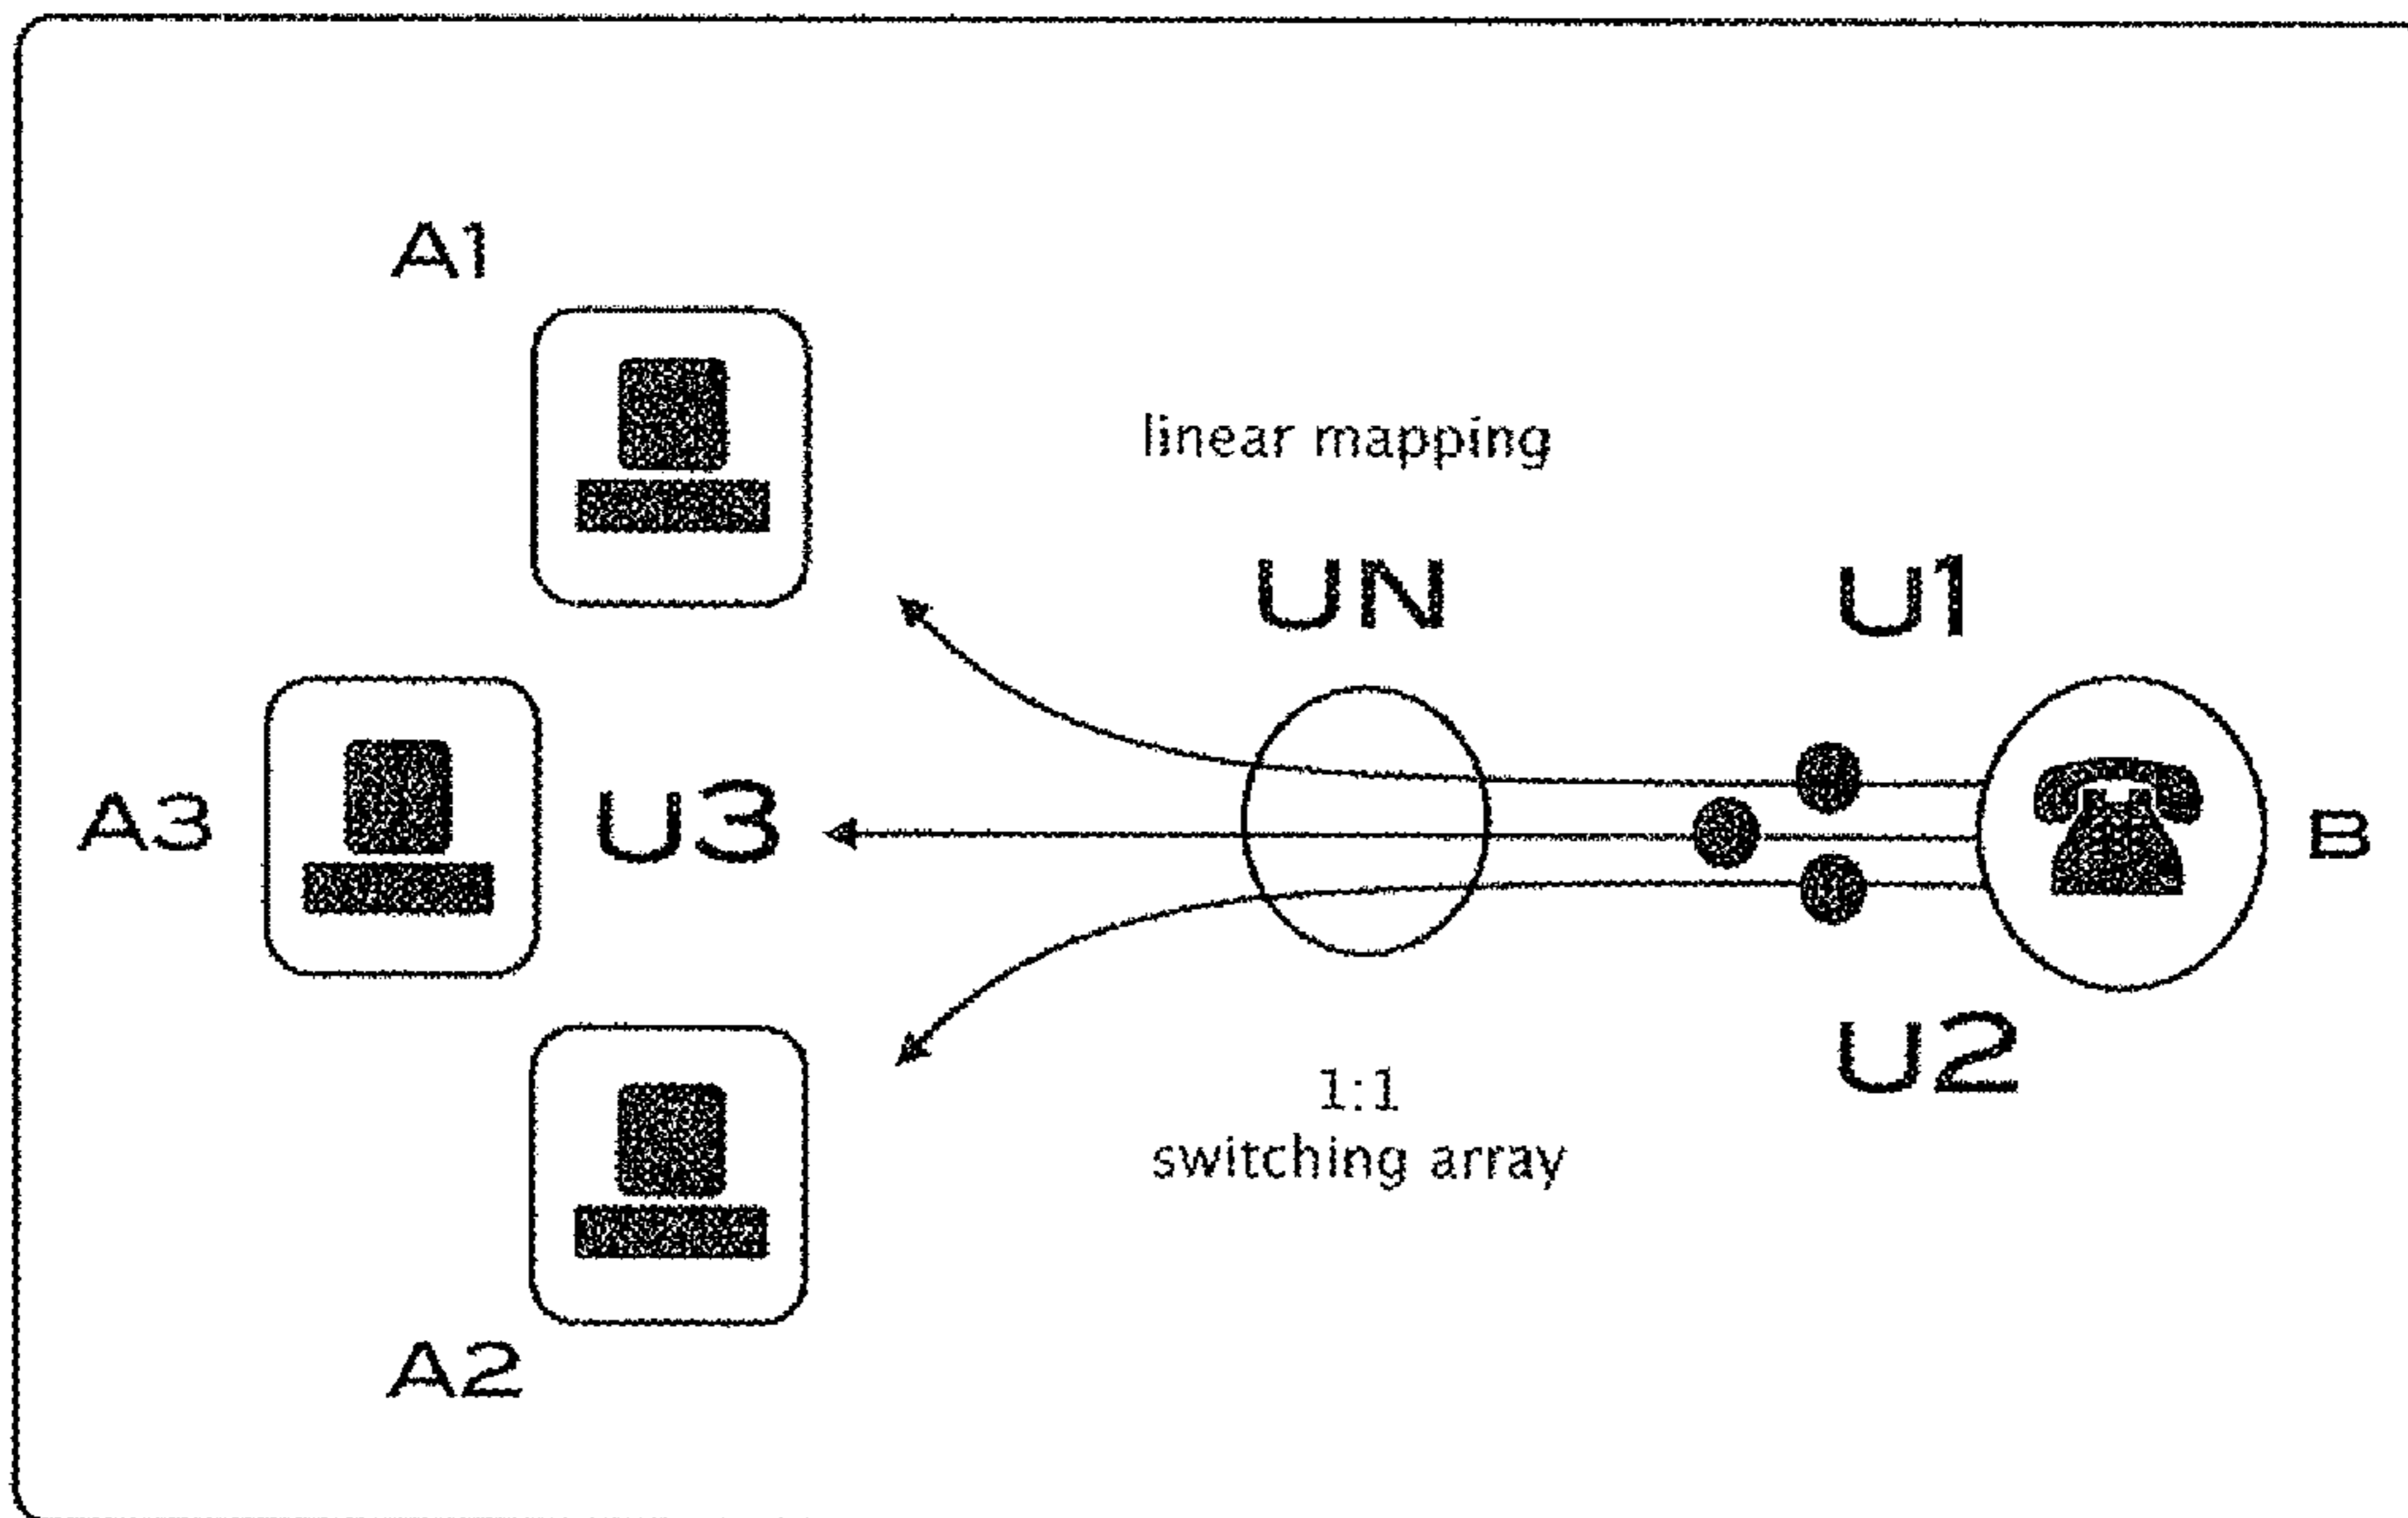 A1
linear mapping
UN
U1
A3
U3
B
U2
1:1
switching array
A2